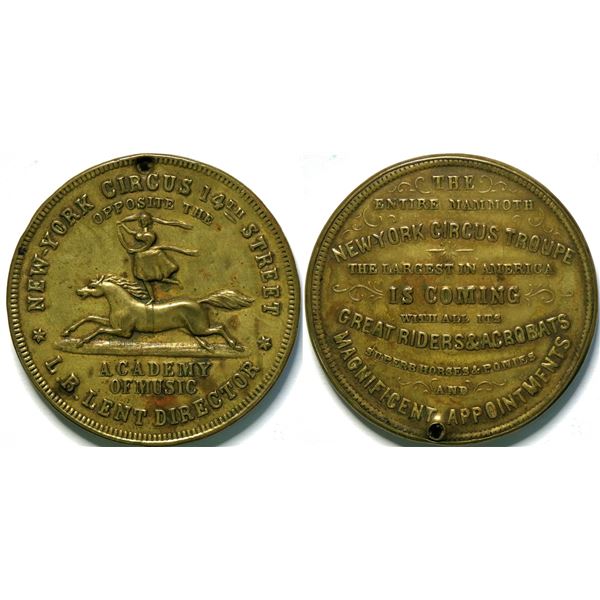 NEW-YORK CIRCUS 14TH STREET
OPPOSITE THE
ACADEMY
OF MUSIC
L. B. LENT DIRECTOR
THE
ENTIRE MAMMOTH
NEW YORK CIRCUS TROUPE
THE LARGEST IN AMERICA
IS COMING
WITH ALL ITS
GREAT RIDERS & ACROBATS
SUPERB HORSES & PONIES
AND
MAGNIFICENT APPOINTMENTS